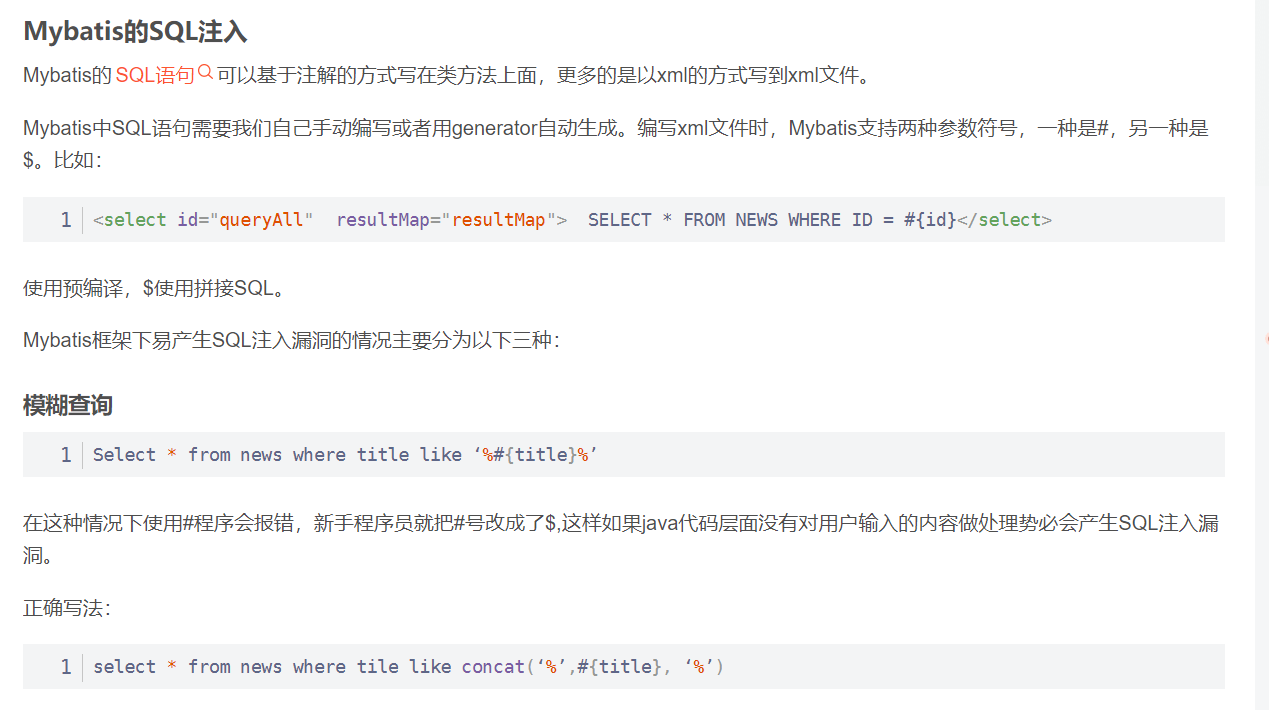 Mybatis的SQL注入
Mybatis的SQL语句可以基于注解的方式写在类方法上面，更多的是以xml的方式写到xml文件。
Mybatis中SQL语句需要我们自己手动编写或者用generator自动生成。编写xml文件时，Mybatis支持两种参数符号，一种是#，另一种是
$。比如：
1 <select id="queryAll"  resultMap="resultMap">  SELECT * FROM NEWS WHERE ID = #{id}</select>
使用预编译，$使用拼接SQL。
Mybatis框架下易产生SQL注入漏洞的情况主要分为以下三种：
模糊查询
1 Select * from news where title like ‘%#{title}%’
在这种情况下使用#程序会报错，新手程序员就把#号改成了$,这样如果java代码层面没有对用户输入的内容做处理势必会产生SQL注入漏
洞。
正确写法：
1 select * from news where tile like concat(‘%’,#{title}, ‘%’)